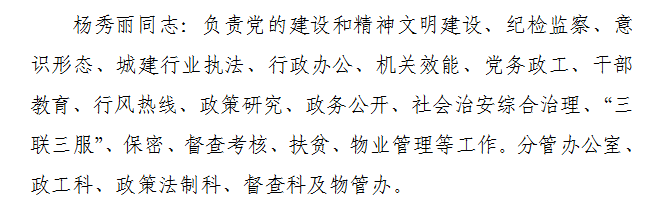 杨秀丽同志：负责党的建设和精神文明建设、纪检监察、意
识形态、城建行业执法、行政办公、机关效能、党务政工、干部
教育、行风热线、政策研究、政务公开、社会治安综合治理、“三
联三服”、保密、督查考核、扶贫、物业管理等工作。分管办公室、
政工科、政策法制科、督查科及物管办。